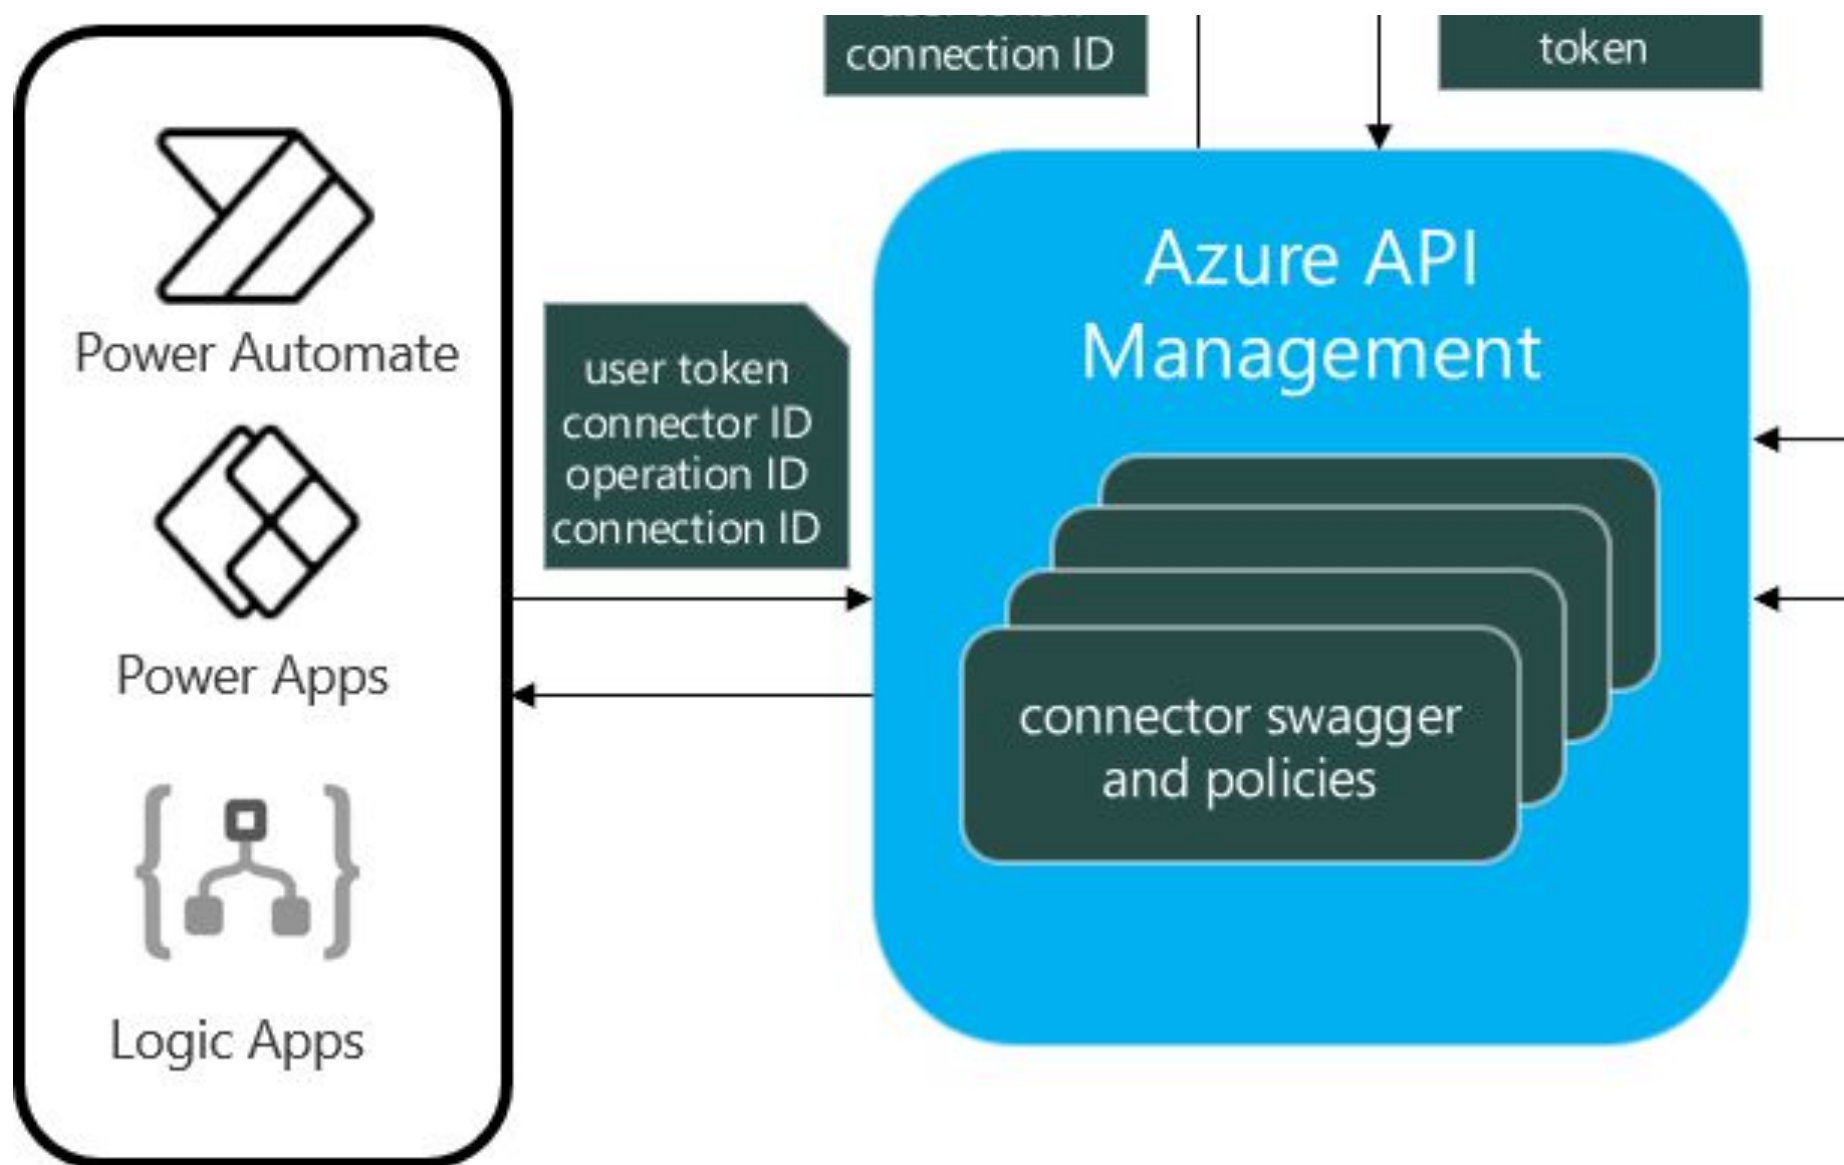 connection ID
token
Power Automate
Power Apps
Logic Apps
user token
connector ID
operation ID
connection ID
Azure API
Management
connector swagger
and policies